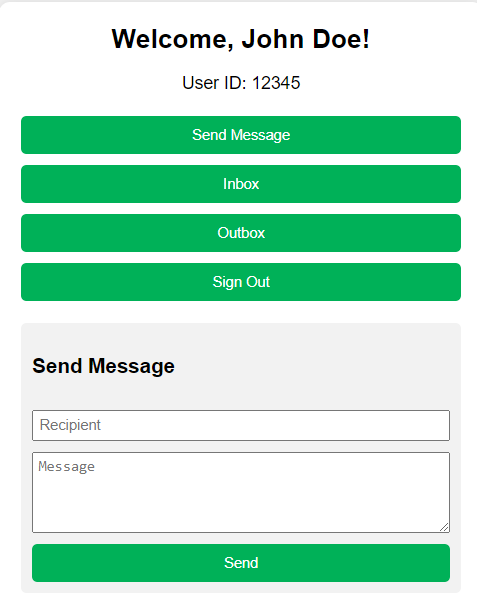 Welcome, John Doe!
User ID: 12345
Send Message
Inbox
Outbox
Sign Out
Send Message
Recipient
Message
Send